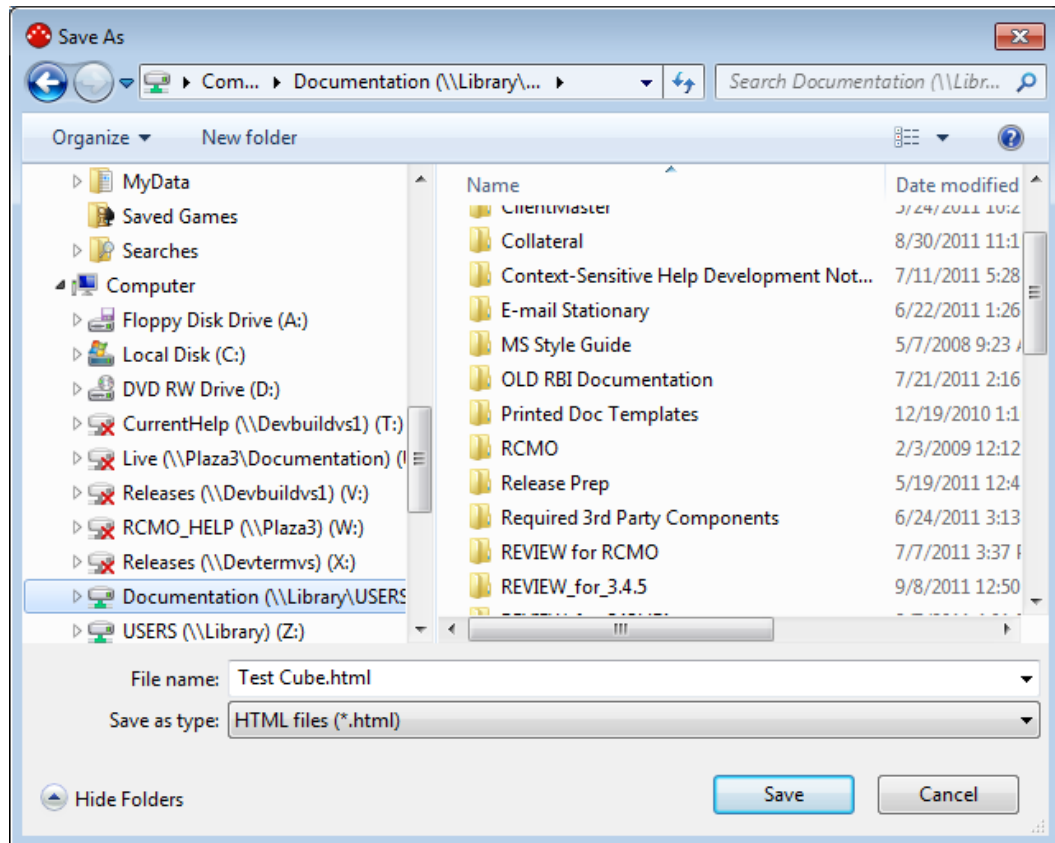 Save As
Com... Documentation (\\Library\... Search Documentation (\\Libr...
Organize New folder
MyData
Saved Games
Searches
Computer
Floppy Disk Drive (A:)
Local Disk (C:)
DVD RW Drive (D:)
CurrentHelp (\\Devbuildvs1) (T:)
Live (\\Plaza3\Documentation) (
Releases (\\Devbuildvs1) (V:)
RCMO_HELP (\\Plaza3) (W:)
Releases (\\Devtermvs) (X:)
Documentation (\\Library\USERS
USERS (\\Library) (Z:)
Name Date modified
ClientMaster 5/24/2011 10:2
Collateral 8/30/2011 11:1
Context-Sensitive Help Development Not... 7/11/2011 5:28
E-mail Stationary 6/22/2011 1:26
MS Style Guide 5/7/2008 9:23
OLD RBI Documentation 7/21/2011 2:16
Printed Doc Templates 12/19/2010 1:1
RCMO 2/3/2009 12:12
Release Prep 5/19/2011 12:4
Required 3rd Party Components 6/24/2011 3:13
REVIEW for RCMO 7/7/2011 3:37
REVIEW_for_3.4.5 9/8/2011 12:50
File name: Test Cube.html
Save as type: HTML files (*.html)
Hide Folders Save Cancel